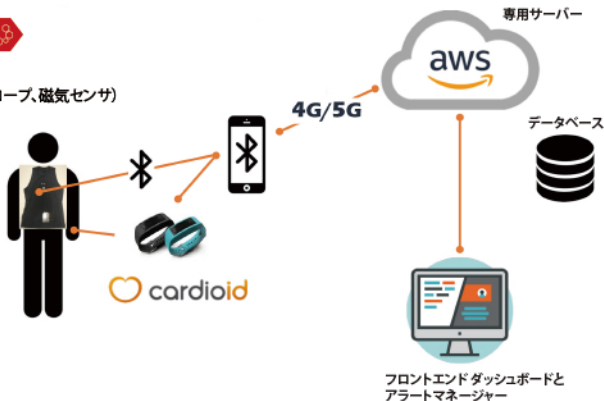 専用サーバー
aws
ープ、磁気センサ)
4G/5G
データベース
cardioid
フロントエンド ダッシュボードと
アラートマネージャー